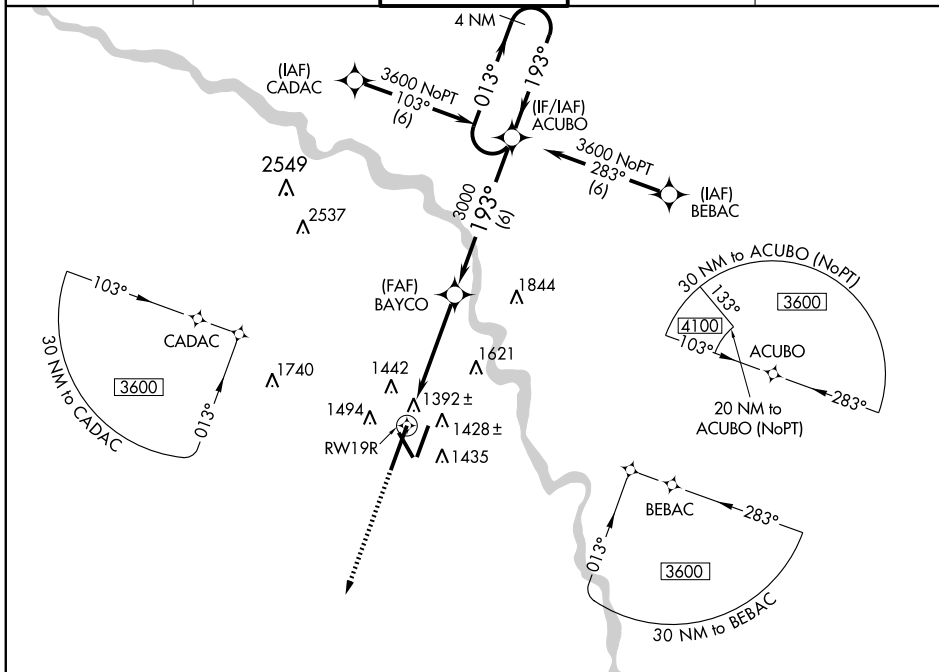 4 NM
013°
193°
(IAF)
CADAC
3600 NoPT
103°
(6)
(IF/IAF)
ACUBO
3600 NoPT
283°
(6)
(IAF)
BEBAC
2549
2537
3000
193°
(6)
(FAF)
BAYCO
1844
103°
CADAC
013°
3600
30 NM to CADAC
30 NM to ACUBO (NoPT)
133°
3600
4100
103°
ACUBO
283°
20 NM to
ACUBO (NoPT)
1740
1442
1621
1392 ±
1494
1428 ±
RW19R
1435
BEBAC
283°
013°
3600
30 NM to BEBAC